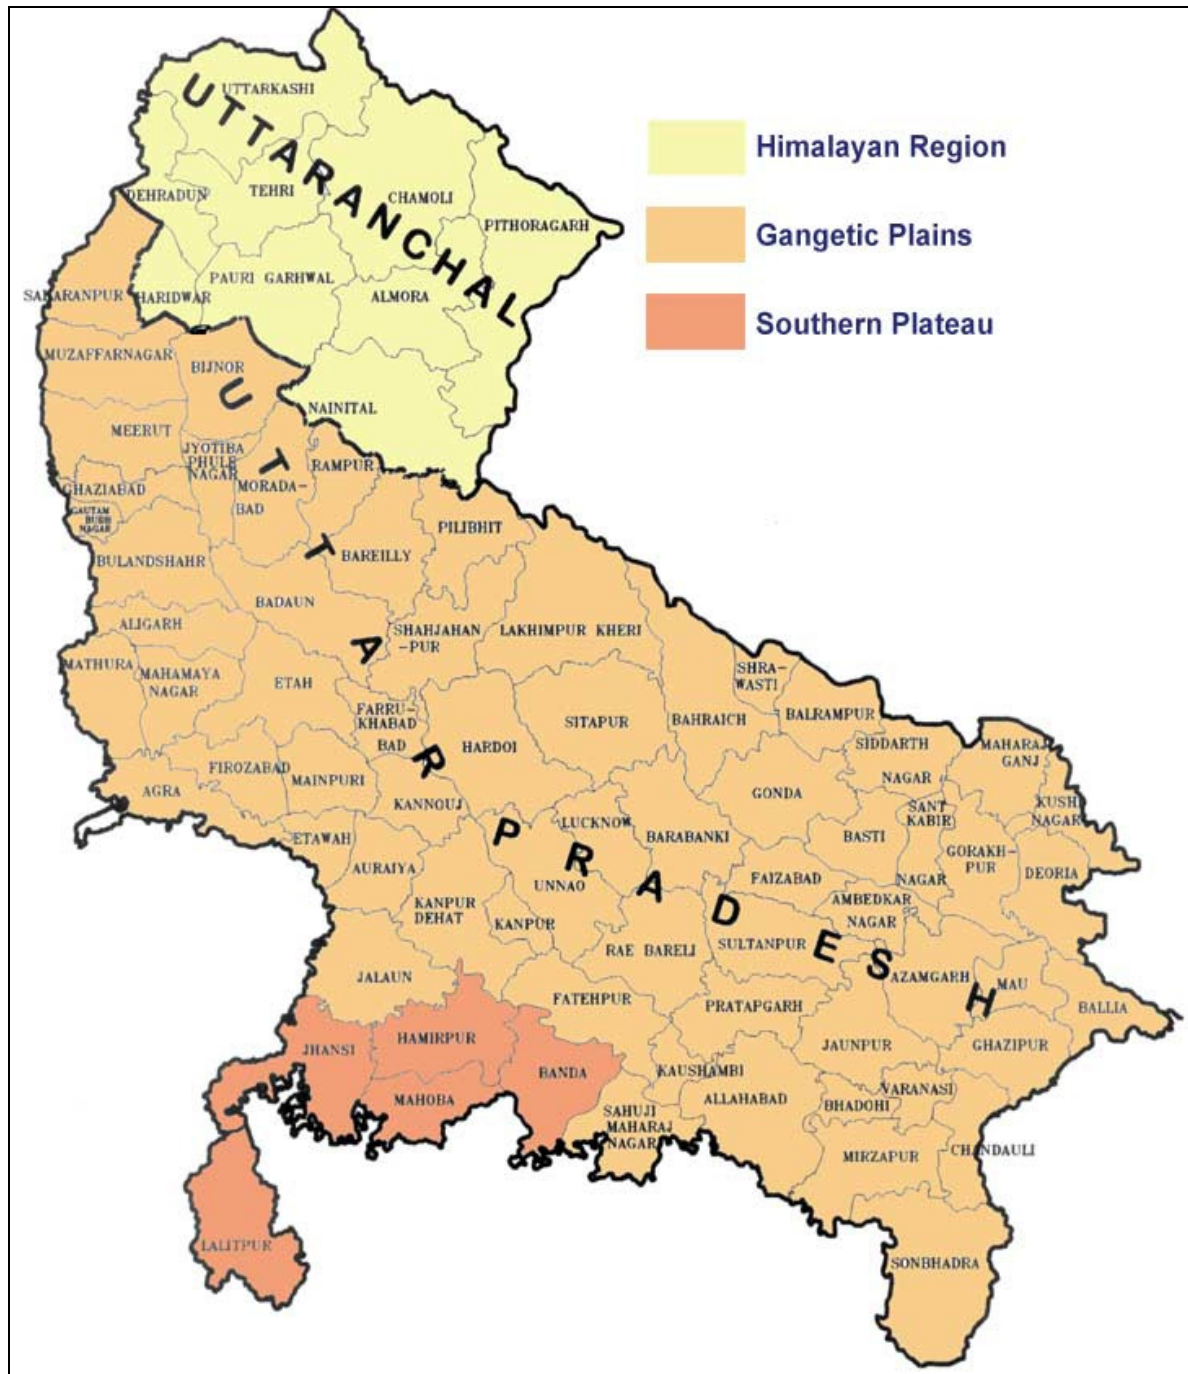 UTTARKASHI
UTTARANCHAL
Himalayan Region
DEHRADUN
TEHRI
CHAMOLI
PITHORAGARH
Gangetic Plains
PAURI GARHWAL
SAHARANPUR
HARIDWAR
ALMORA
Southern Plateau
MUZAFFARNAGAR
BIJNOR
NAINITAL
UTTAR PRADESH
MEERUT
JYOTIBA
PHULE
NAGAR
RAMPUR
GHAZIABAD
MORADA-
BAD
GAUTAM
BUDH
NAGAR
PILIBHIT
BULANDSHAHR
BAREILLY
BADAUN
ALIGARH
SHAHJAHAN
-PUR
LAKHIMPUR KHERI
MATHURA
MAHAMAYA
NAGAR
ETAH
SHRA-
WASTI
FARRU-
KHABAD
BAD
SITAPUR
BAHRAICH
BALRAMPUR
HARDOI
SIDDARTH
NAGAR
MAHARAJ
GANJ
FIROZABAD
MAINPURI
AGRA
KANNOUJ
GONDA
SANT
KABIR
NAGAR
KUSHI
NAGAR
ETAWAH
LUCKNOW
BARABANKI
BASTI
GORAKH-
PUR
AURAIYA
UNNAO
FAIZABAD
DEORIA
KANPUR
DEHAT
KANPUR
AMBEDKAR
NAGAR
RAE BARELI
SULTANPUR
JALAUN
AZAMGARH
MAU
FATEHPUR
PRATAPGARH
BALLIA
JHANSI
HAMIRPUR
JAUNPUR
GHAZIPUR
BANDA
KAUSHAMBI
MAHOBA
ALLAHABAD
VARANASI
BHADOHI
SAHUJI
MAHARAJ
NAGAR
MIRZAPUR
CHANDAULI
LALITPUR
SONBHADRA